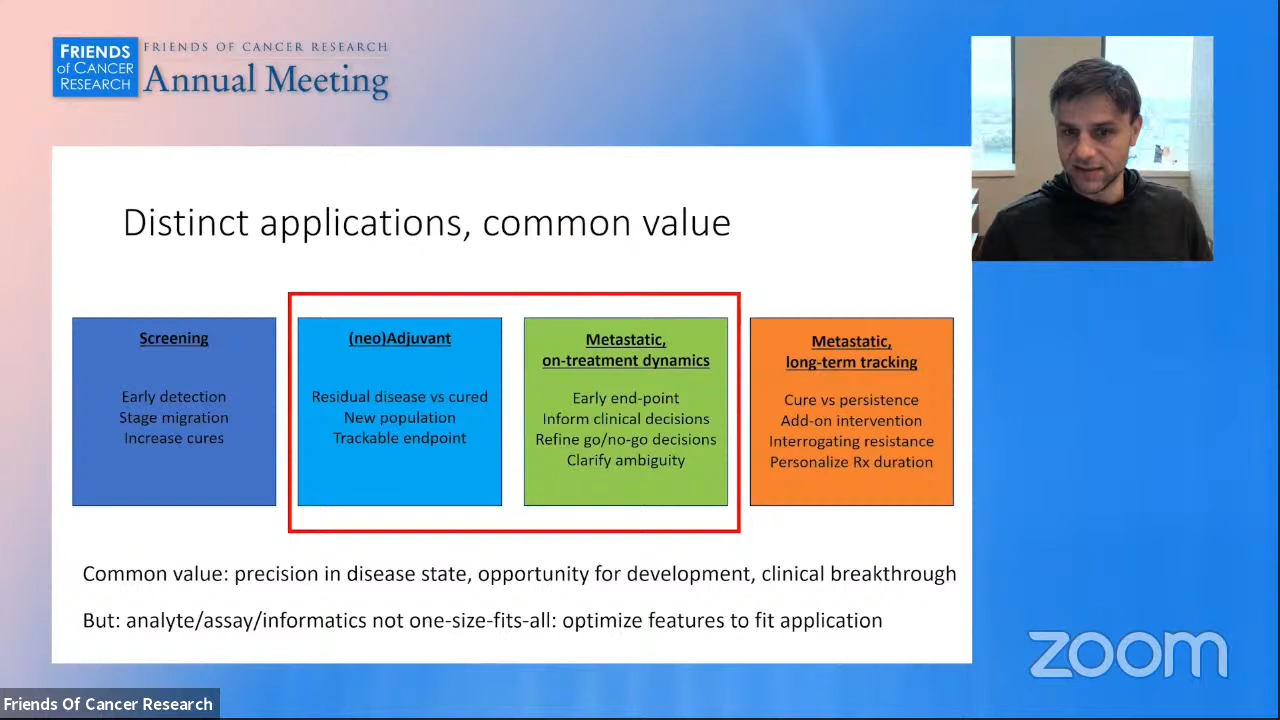 FRIENDS
of CANCER
RESEARCH
FRIENDS OF CANCER RESEARCH
Annual Meeting
Distinct applications, common value
Screening
Early detection
Stage migration
Increase cures
(neo)Adjuvant
Residual disease vs cured
New population
Trackable endpoint
Metastatic,
on-treatment dynamics
Early end-point
Inform clinical decisions
Refine go/no-go decisions
Clarify ambiguity
Metastatic,
long-term tracking
Cure vs persistence
Add-on intervention
Interrogating resistance
Personalize Rx duration
Common value: precision in disease state, opportunity for development, clinical breakthrough
But: analyte/assay/informatics not one-size-fits-all: optimize features to fit application
zoom
Friends Of Cancer Research